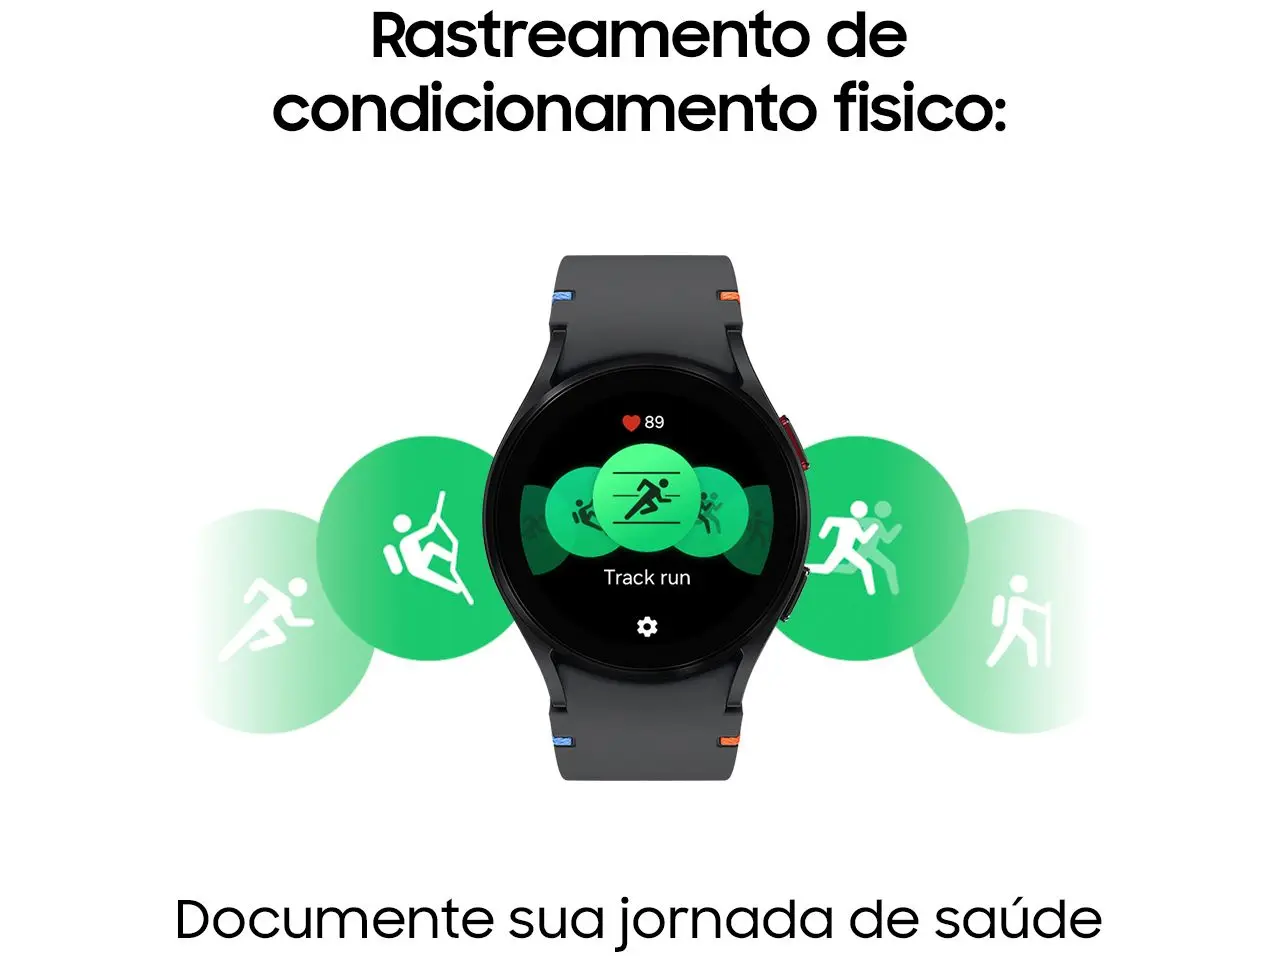 Rastreamento de
condicionamento fisico:
89
Track run
Documente sua jornada de saúde